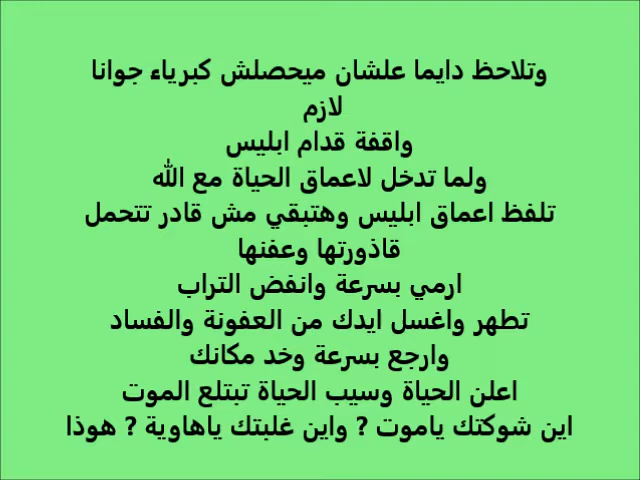 وتلاحظ دايما علشان ميحصلش كبرياء جوانا
لازم
واقفة قدام ابليس
ولما تدخل لاعماق الحياة مع الله
تلفظ اعماق ابليس وهتبقي مش قادر تتحمل
قاذورتها وعفنها
ارمي بسرعة وانفض التراب
تطهر واغسل ايدك من العفونة والفساد
وارجع بسرعة وخد مكانك
اعلن الحياة وسيب الحياة تبتلع الموت
اين شوكتك ياموت ? واين غلبتك ياهاوية ? هوذا